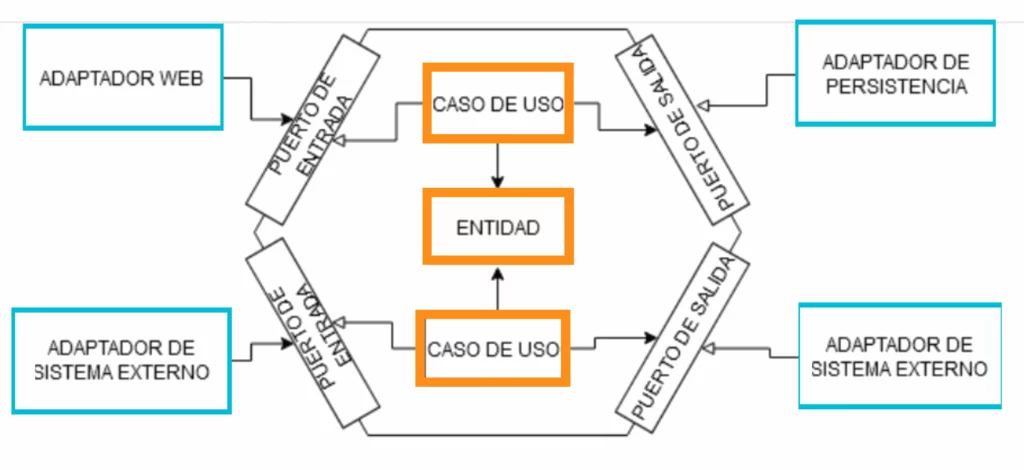 ADAPTADOR WEB
PUERTO DE
ENTRADA
CASO DE USO
PUERTO DE SALIDA
ADAPTADOR DE
PERSISTENCIA
ENTIDAD
ADAPTADOR DE
SISTEMA EXTERNO
PUERTO DE
ENTRADA
CASO DE USO
PUERTO DE SALIDA
ADAPTADOR DE
SISTEMA EXTERNO